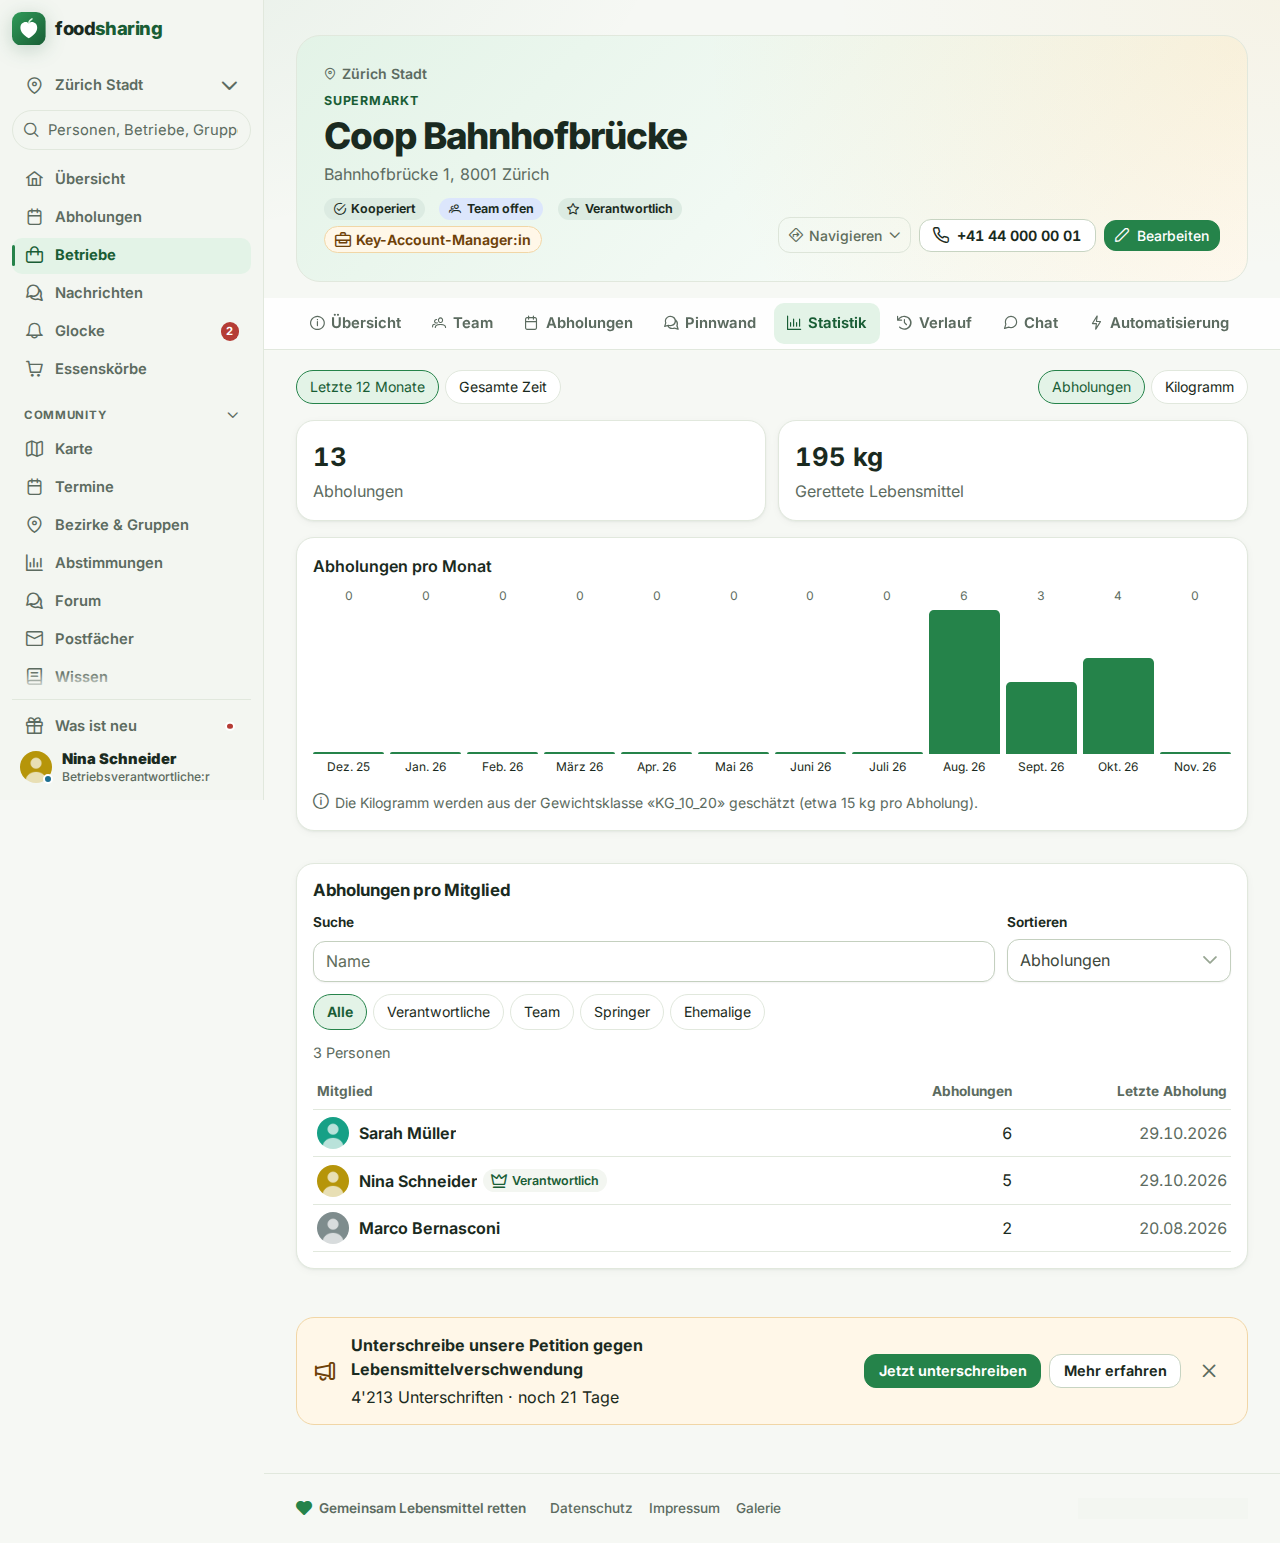 foodsharing
Zürich Stadt
Personen, Betriebe, Grupp
Übersicht
Abholungen
Betriebe
Nachrichten
Glocke 2
Essenskörbe
COMMUNITY
Karte
Termine
Bezirke & Gruppen
Abstimmungen
Forum
Postfächer
Wissen
Was ist neu
Nina Schneider
Betriebsverantwortliche:r
Zürich Stadt
SUPERMARKT
Coop Bahnhofbrücke
Bahnhofbrücke 1, 8001 Zürich
Kooperiert Team offen Verantwortlich
Key-Account-Manager:in
Navigieren +41 44 000 00 01 Bearbeiten
Übersicht Team Abholungen Pinnwand Statistik Verlauf Chat Automatisierung
Letzte 12 Monate Gesamte Zeit Abholungen Kilogramm
13
Abholungen
195 kg
Gerettete Lebensmittel
Abholungen pro Monat
0 0 0 0 0 0 0 0 6 3 4 0
Dez. 25 Jan. 26 Feb. 26 März 26 Apr. 26 Mai 26 Juni 26 Juli 26 Aug. 26 Sept. 26 Okt. 26 Nov. 26
Die Kilogramm werden aus der Gewichtsklasse «KG_10_20» geschätzt (etwa 15 kg pro Abholung).
Abholungen pro Mitglied
Suche Sortieren
Name Abholungen
Alle Verantwortliche Team Springer Ehemalige
3 Personen
Mitglied Abholungen Letzte Abholung
Sarah Müller 6 29.10.2026
Nina Schneider Verantwortlich 5 29.10.2026
Marco Bernasconi 2 20.08.2026
Unterschreibe unsere Petition gegen
Lebensmittelverschwendung
4'213 Unterschriften · noch 21 Tage
Jetzt unterschreiben Mehr erfahren
Gemeinsam Lebensmittel retten Datenschutz Impressum Galerie